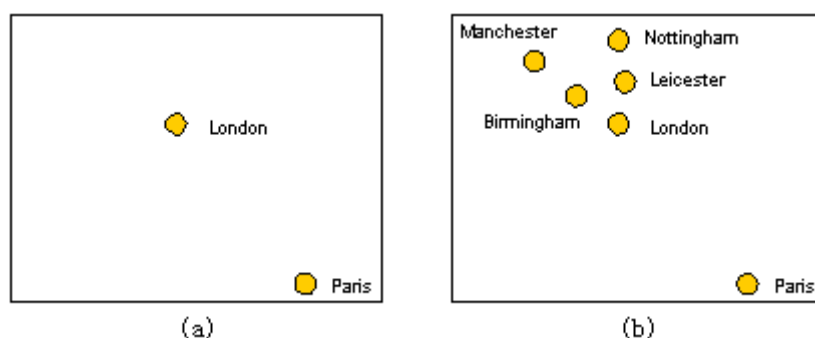 London
Paris
(a)
Manchester
Nottingham
Leicester
Birmingham
London
Paris
(b)